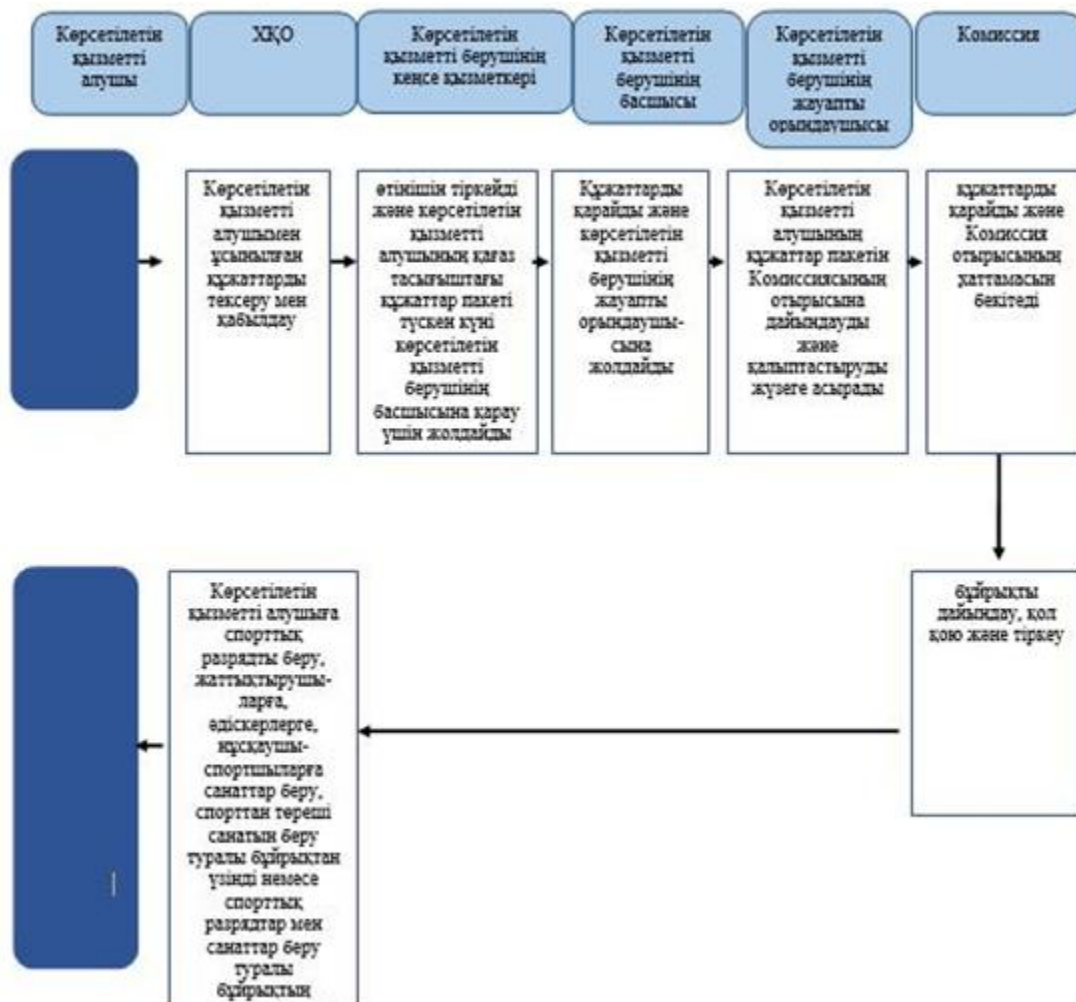 Көрсетілетін
қызметті
алушы
ХҚО
Көрсетілетін
қызметті берушінің
кеңсе қызметкері
Көрсетілетін
қызметті
берушінің
басшысы
Көрсетілетін
қызметті
берушінің
жауапты
орындаушысы
Комиссия
Көрсетілетін
қызметті
алушымен
ұсынылған
құжаттарды
тексеру мен
қабылдау
өтінішін тіркейді
және көрсетілетін
қызметті
алушының қағаз
тасығыштағы
құжаттар пакеті
түскен күні
көрсетілетін
қызметті
берушінің
басшысына қарау
үшін жолдайды
Құжаттарды
қарайды және
көрсетілетін
қызметті
берушінің
жауапты
орындаушы-
сына
жолдайды
Көрсетілетін
қызметті
алушының
құжаттар пакетін
Комиссиясының
отырысына
дайындауды
және
қалыптастыруды
жүзеге асырады
құжаттарды
қарайды және
Комиссия
отырысының
хаттамасын
бекітеді
бұйрықты
дайындау, қол
қою және тіркеу
Көрсетілетін
қызметті алушыға
спорттық
разрядты беру,
жаттықтырушы-
ларға,
әдіскерлерге,
нұсқаушы-
спортшыларға
санаттар беру,
спорттан төреші
санатын беру
туралы бұйрықтан
үзінді немесе
спорттық
разрядтар мен
санаттар беру
туралы
бұйрықтың